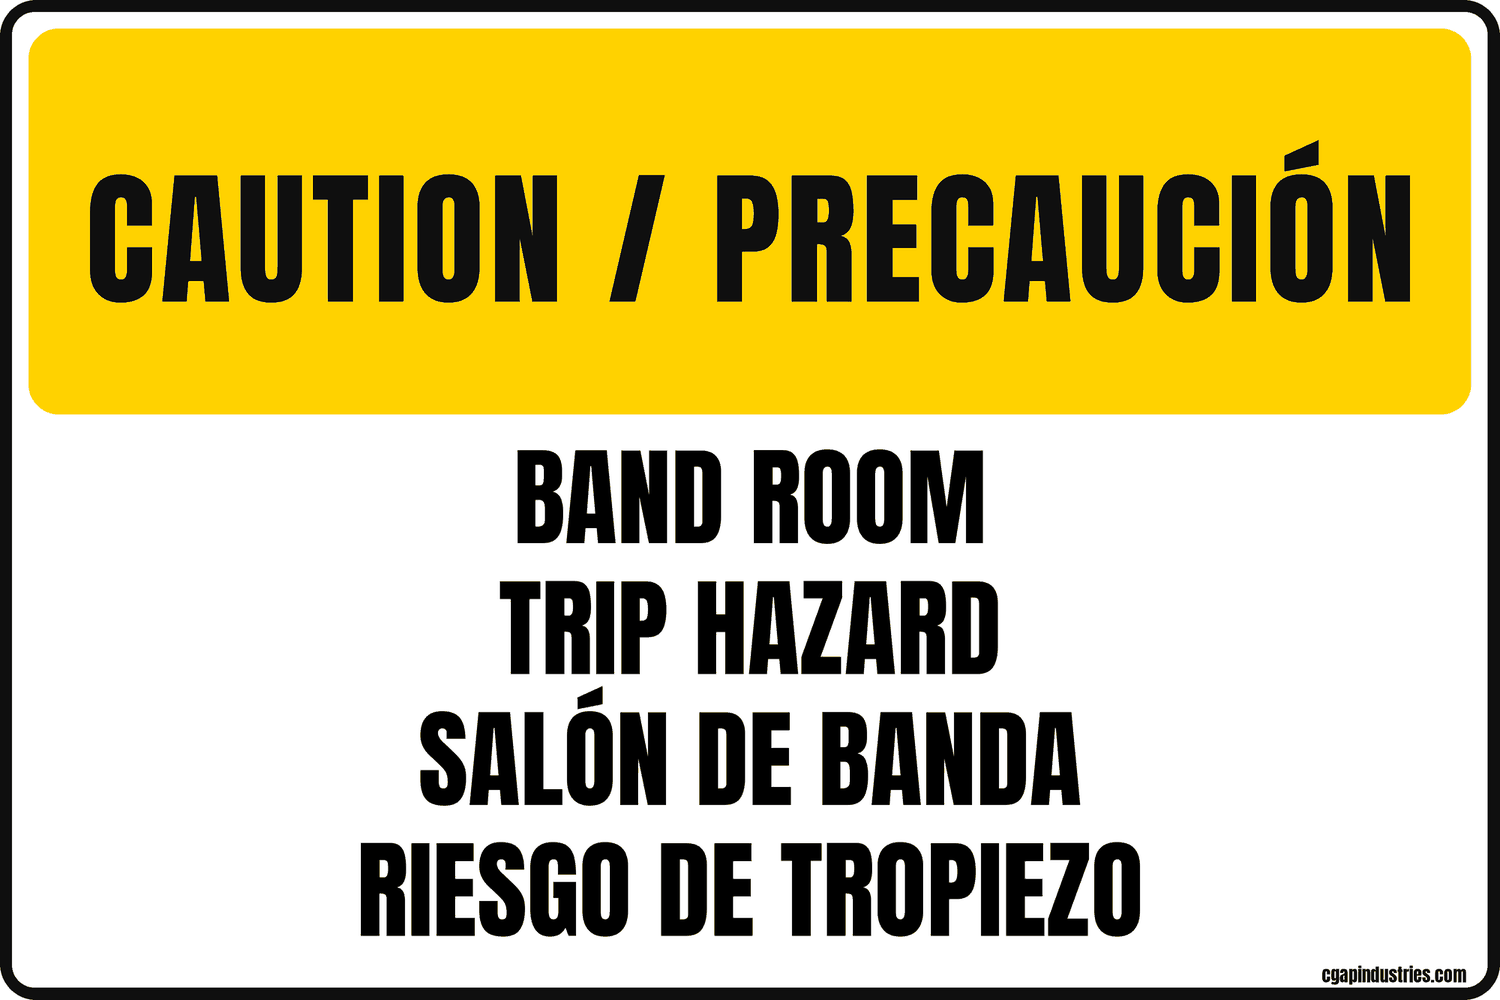 CAUTION / PRECAUCIÓN
BAND ROOM
TRIP HAZARD
SALÓN DE BANDA
RIESGO DE TROPIEZO
cgapindustries.com